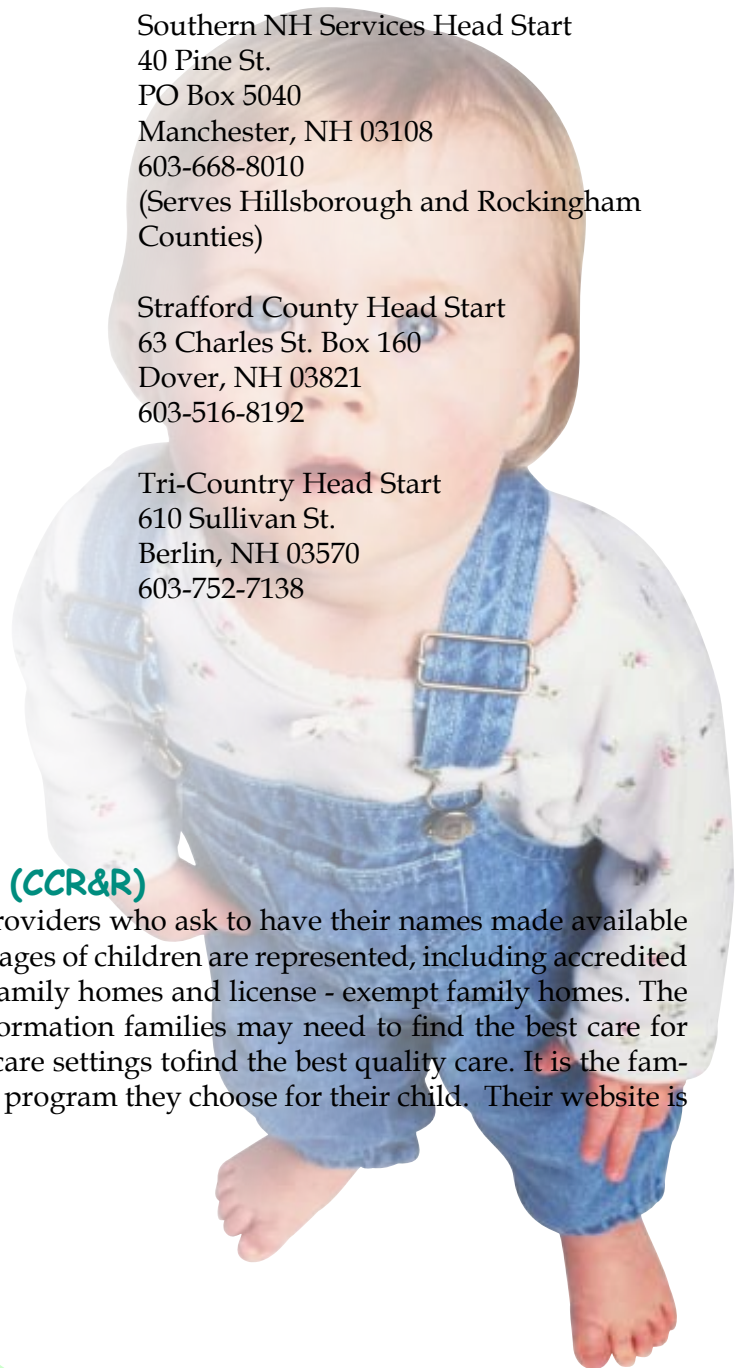 Southern NH Services Head Start
40 Pine St.
PO Box 5040
Manchester, NH 03108
603-668-8010
(Serves Hillsborough and Rockingham
Counties)
Strafford County Head Start
63 Charles St. Box 160
Dover, NH 03821
603-516-8192
Tri-Country Head Start
610 Sullivan St.
Berlin, NH 03570
603-752-7138
(CCR&R)
roviders who ask to have their names made available
ages of children are represented, including accredited
amily homes and license - exempt family homes. The
ormation families may need to find the best care for
care settings tofind the best quality care. It is the fam-
program they choose for their child. Their website is